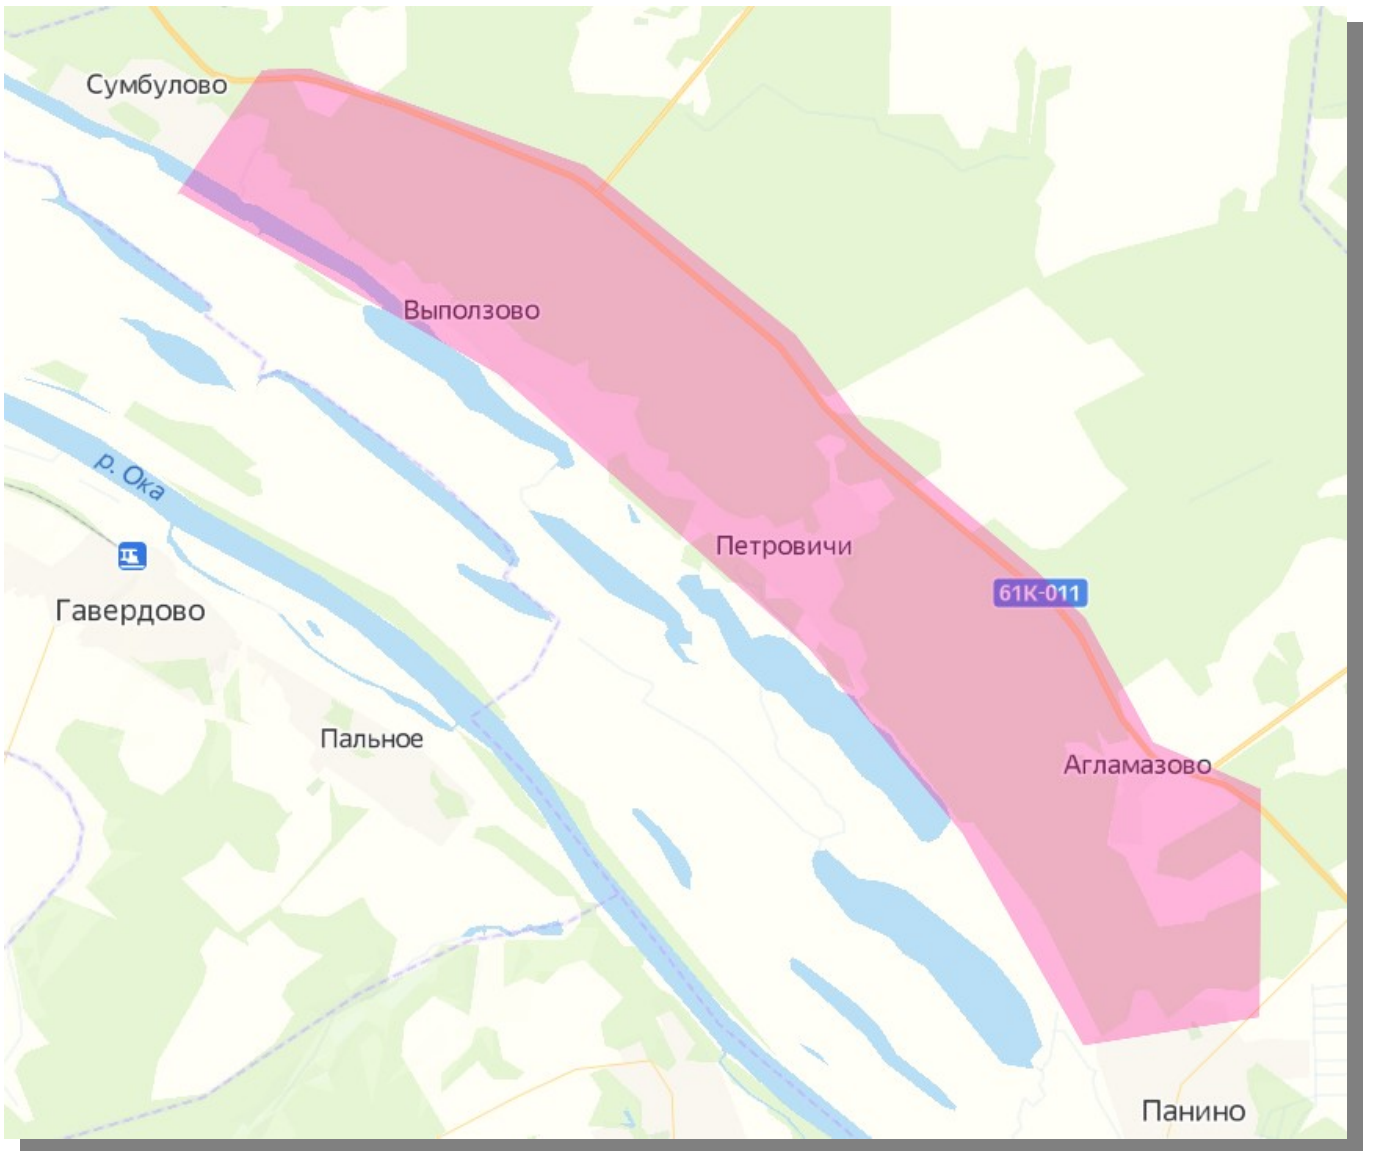 Сумбулово
Выползово
р. Ока
Петровичи
61К-011
Гавердово
Пальное
Агламазово
Панино